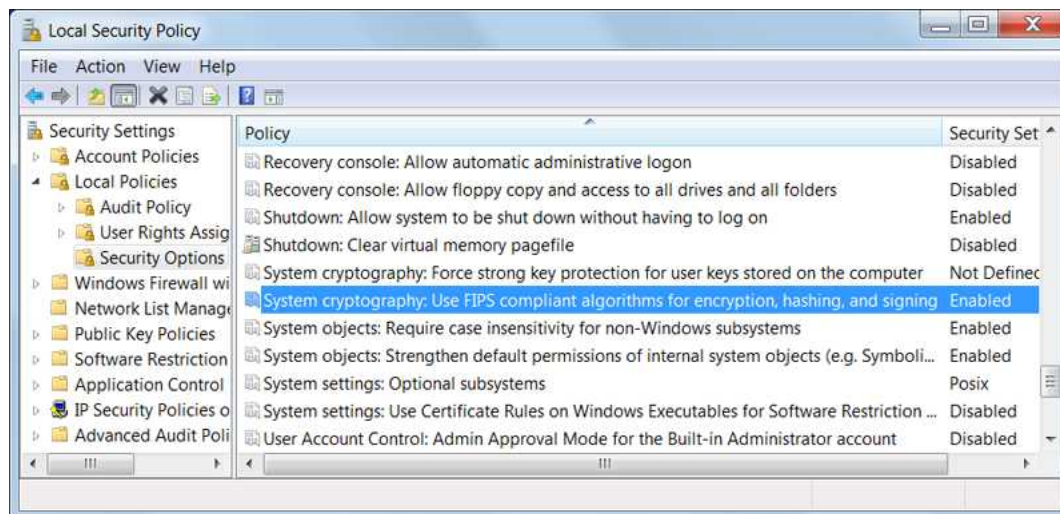 Local Security Policy
File Action View Help
Security Settings
Account Policies
Local Policies
Audit Policy
User Rights Assig
Security Options
Windows Firewall wi
Network List Manage
Public Key Policies
Software Restriction
Application Control
IP Security Policies o
Advanced Audit Poli
Policy Security Set
Recovery console: Allow automatic administrative logon Disabled
Recovery console: Allow floppy copy and access to all drives and all folders Disabled
Shutdown: Allow system to be shut down without having to log on Enabled
Shutdown: Clear virtual memory pagefile Disabled
System cryptography: Force strong key protection for user keys stored on the computer Not Defined
System cryptography: Use FIPS compliant algorithms for encryption, hashing, and signing Enabled
System objects: Require case insensitivity for non-Windows subsystems Enabled
System objects: Strengthen default permissions of internal system objects (e.g. Symboli... Enabled
System settings: Optional subsystems Posix
System settings: Use Certificate Rules on Windows Executables for Software Restriction ... Disabled
User Account Control: Admin Approval Mode for the Built-in Administrator account Disabled